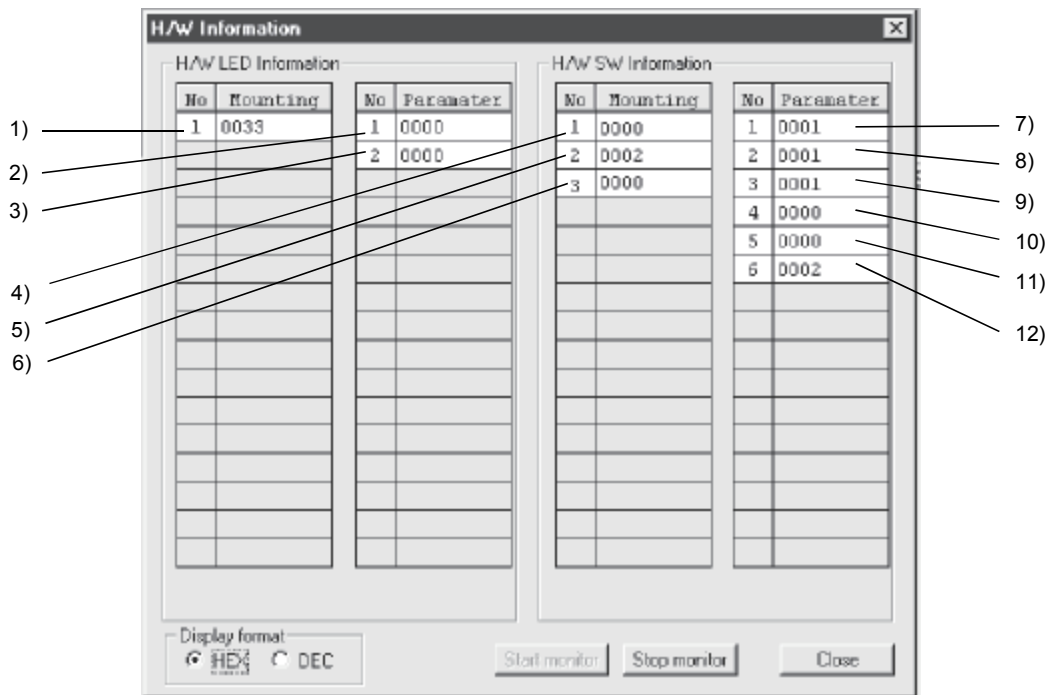 H/W Information
H/W LED Information
H/W SW Information
No Mounting No Paramater No Mounting No Paramater
1) 1 0033 1 0000 1 0000 1 0001 7)
2) 2 0000 2 0002 2 0001 8)
3) 3 0000 3 0001 9)
4 0000 10)
5 0000 11)
4) 6 0002
5) 12)
6)
Display format
HEX DEC
Start monitor Stop monitor Close